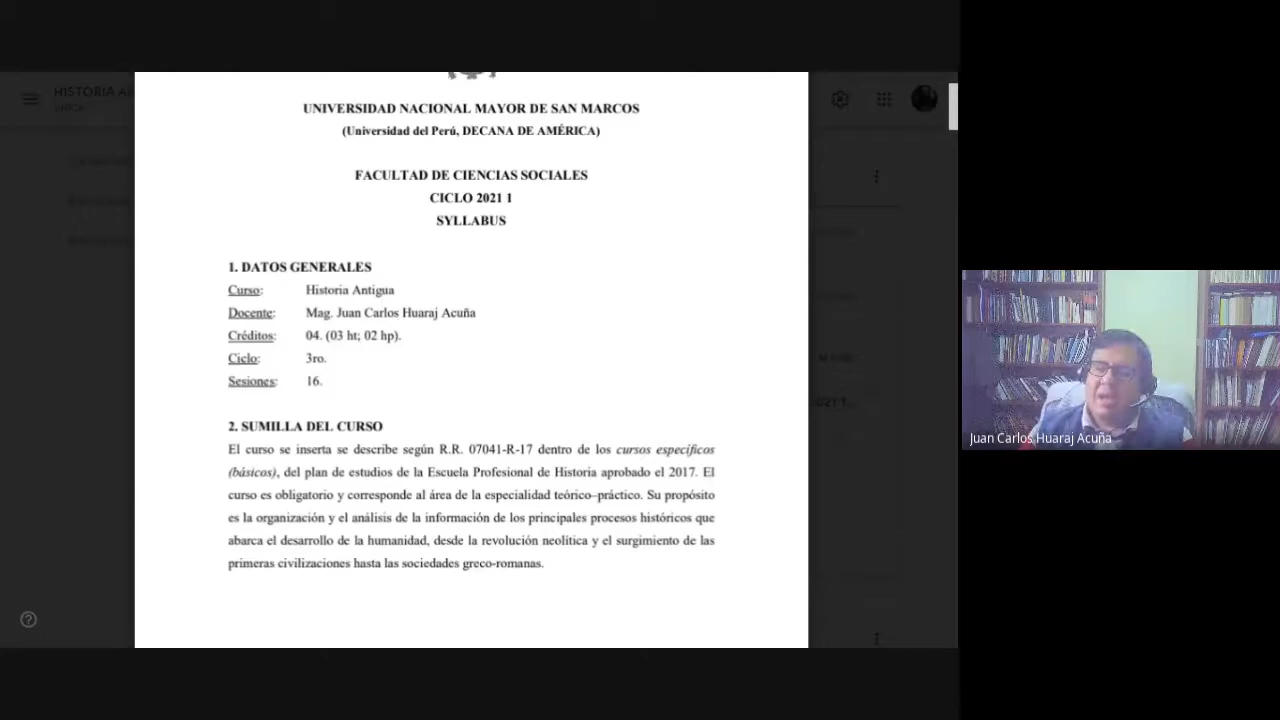 HISTORIA A
UNIVERSIDAD NACIONAL MAYOR DE SAN MARCOS
(Universidad del Perú, DECANA DE AMÉRICA)
FACULTAD DE CIENCIAS SOCIALES
CICLO 2021 1
SYLLABUS
1. DATOS GENERALES
Curso: Historia Antigua
Docente: Mag. Juan Carlos Huaraj Acuña
Créditos: 04. (03 ht; 02 hp).
Ciclo: 3ro.
Sesiones: 16.
2. SUMILLA DEL CURSO
El curso se inserta se describe según R.R. 07041-R-17 dentro de los cursos específicos
(básicos), del plan de estudios de la Escuela Profesional de Historia aprobado el 2017. El
curso es obligatorio y corresponde al área de la especialidad teórico–práctico. Su propósito
es la organización y el análisis de la información de los principales procesos históricos que
abarca el desarrollo de la humanidad, desde la revolución neolítica y el surgimiento de las
primeras civilizaciones hasta las sociedades greco-romanas.
Juan Carlos Huaraj Acuña